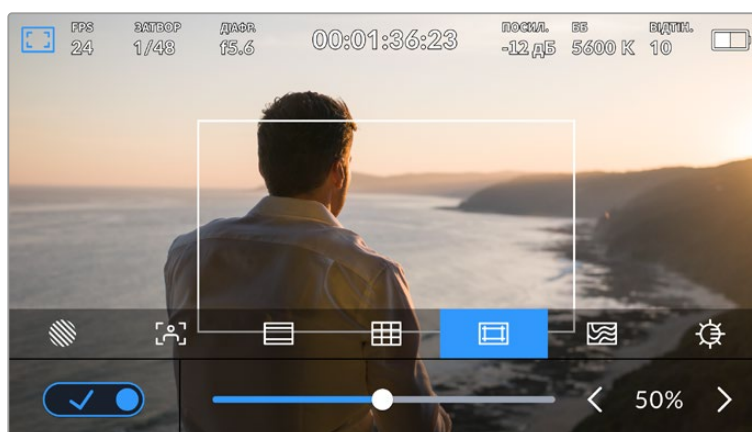 FPS ЗАТВОР ДІАФР. ПОСИЛ. ББ ВІДТІН.
24 1/48 f5.6 00:01:36:23 -12 дБ 5600 K 10
50%